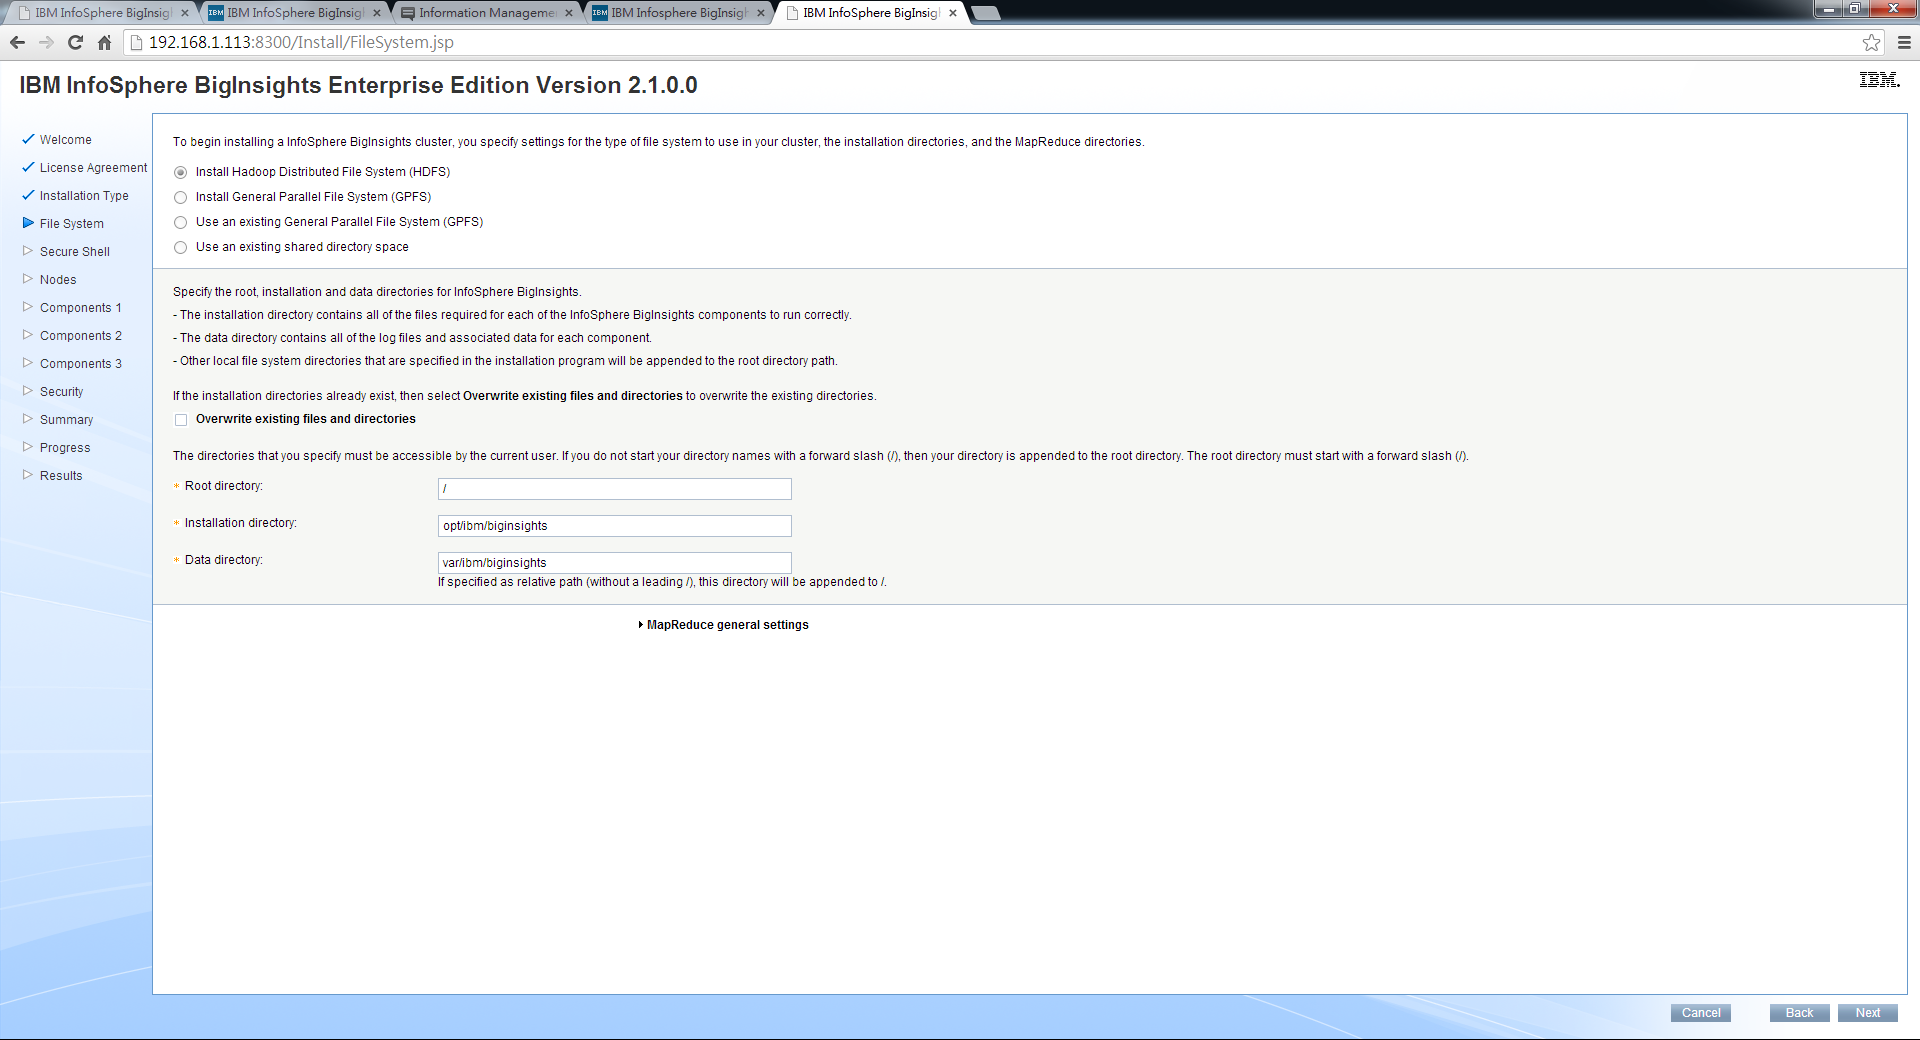 IBM InfoSphere BigInsigh
IBM InfoSphere BigInsigh
Information Manageme
IBM Infosphere BigInsigh
IBM InfoSphere BigInsigh
192.168.1.113:8300/Install/FileSystem.jsp
IBM InfoSphere BigInsights Enterprise Edition Version 2.1.0.0
IBM.
Welcome
License Agreement
Installation Type
File System
Secure Shell
Nodes
Components 1
Components 2
Components 3
Security
Summary
Progress
Results
To begin installing a InfoSphere BigInsights cluster, you specify settings for the type of file system to use in your cluster, the installation directories, and the MapReduce directories.
Install Hadoop Distributed File System (HDFS)
Install General Parallel File System (GPFS)
Use an existing General Parallel File System (GPFS)
Use an existing shared directory space
Specify the root, installation and data directories for InfoSphere BigInsights.
- The installation directory contains all of the files required for each of the InfoSphere BigInsights components to run correctly.
- The data directory contains all of the log files and associated data for each component.
- Other local file system directories that are specified in the installation program will be appended to the root directory path.
If the installation directories already exist, then select Overwrite existing files and directories to overwrite the existing directories.
Overwrite existing files and directories
The directories that you specify must be accessible by the current user. If you do not start your directory names with a forward slash (/), then your directory is appended to the root directory. The root directory must start with a forward slash (/).
* Root directory: /
* Installation directory: opt/ibm/biginsights
* Data directory: var/ibm/biginsights
If specified as relative path (without a leading /), this directory will be appended to /.
MapReduce general settings
Cancel Back Next